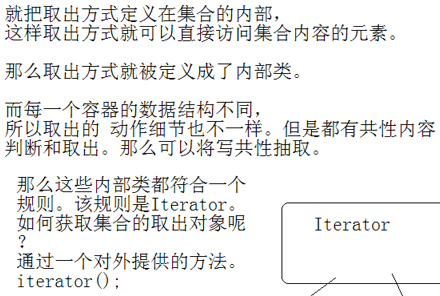 就把取出方式定义在集合的内部,
这样取出方式就可以直接访问集合内容的元素。
那么取出方式就被定义成了内部类。
而每一个容器的数据结构不同,
所以取出的 动作细节也不一样。但是都有共性内容
判断和取出。那么可以将写共性抽取。
那么这些内部类都符合一个
规则。该规则是Iterator。
如何获取集合的取出对象呢
?
通过一个对外提供的方法。
iterator();
Iterator